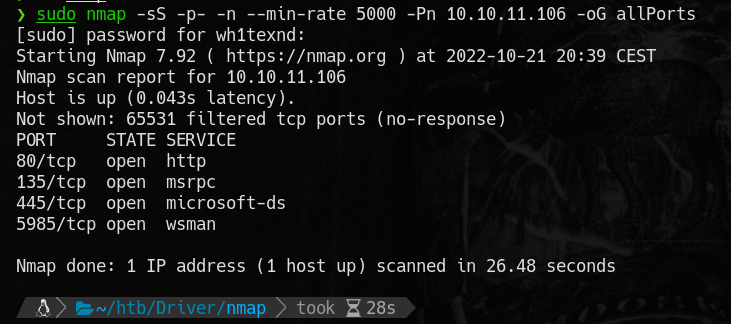 ❯ sudo nmap -sS -p- -n --min-rate 5000 -Pn 10.10.11.106 -oG allPorts
[sudo] password for wh1texnd:
Starting Nmap 7.92 ( https://nmap.org ) at 2022-10-21 20:39 CEST
Nmap scan report for 10.10.11.106
Host is up (0.043s latency).
Not shown: 65531 filtered tcp ports (no-response)
PORT     STATE SERVICE
80/tcp   open  http
135/tcp  open  msrpc
445/tcp  open  microsoft-ds
5985/tcp open  wsman
Nmap done: 1 IP address (1 host up) scanned in 26.48 seconds
~/htb/Driver/nmap took 28s